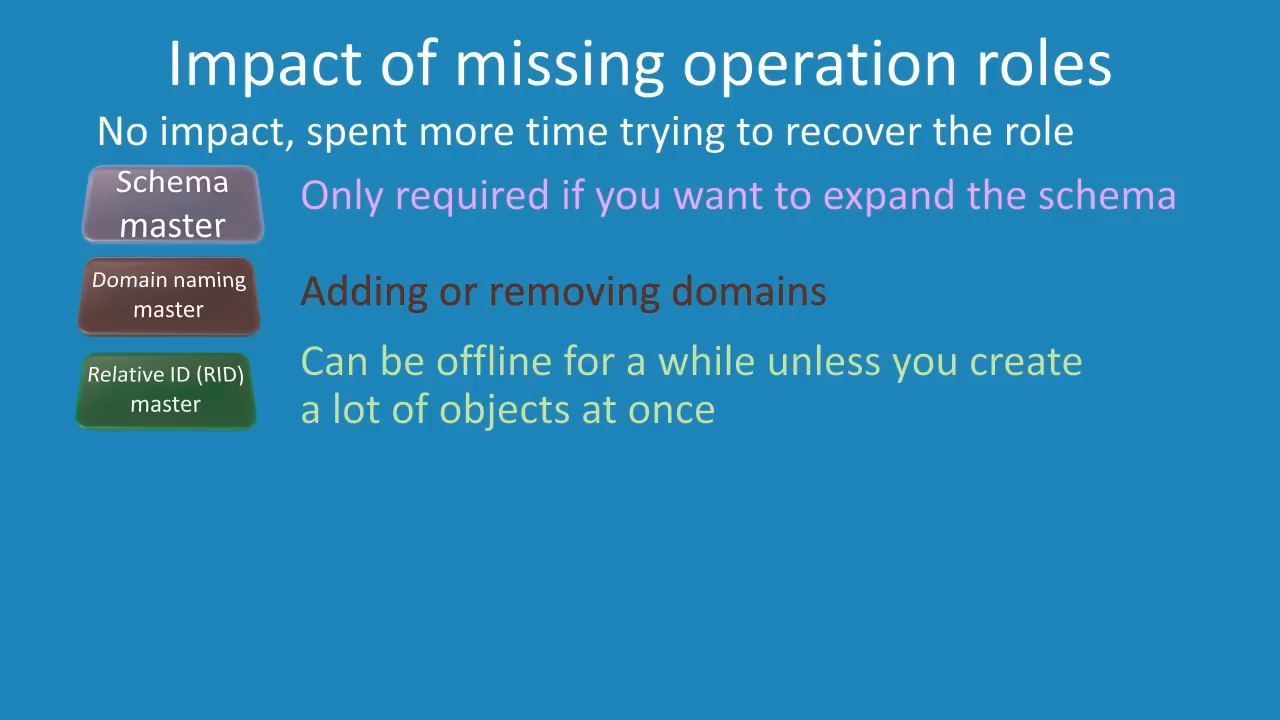 Impact of missing operation roles
No impact, spent more time trying to recover the role
Schema
master
Only required if you want to expand the schema
Domain naming
master
Adding or removing domains
Relative ID (RID)
master
Can be offline for a while unless you create
a lot of objects at once